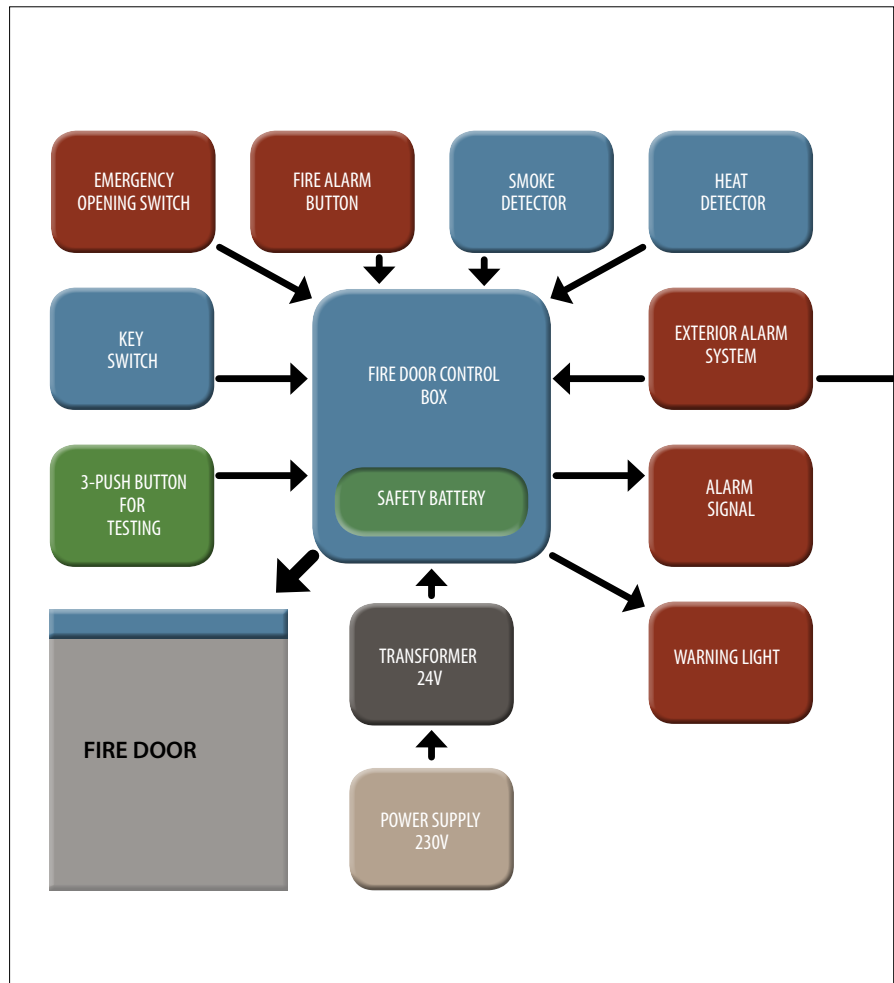 EMERGENCY
OPENING SWITCH
FIRE ALARM
BUTTON
SMOKE
DETECTOR
HEAT
DETECTOR
KEY
SWITCH
FIRE DOOR CONTROL
BOX
EXTERIOR ALARM
SYSTEM
3-PUSH BUTTON
FOR
TESTING
SAFETY BATTERY
ALARM
SIGNAL
FIRE DOOR
TRANSFORMER
24V
WARNING LIGHT
POWER SUPPLY
230V